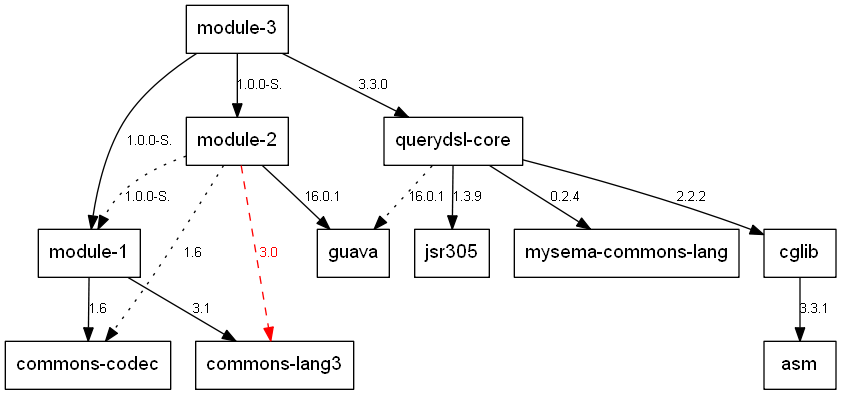 module-3
1.0.0-S.
3.3.0
1.0.0-S.
module-2
querydsl-core
1.0.0-S.
16.0.1
16.0.1
1.3.9
0.2.4
2.2.2
1.6
3.0
module-1
guava
jsr305
mysema-commons-lang
cglib
1.6
3.1
3.3.1
commons-codec
commons-lang3
asm